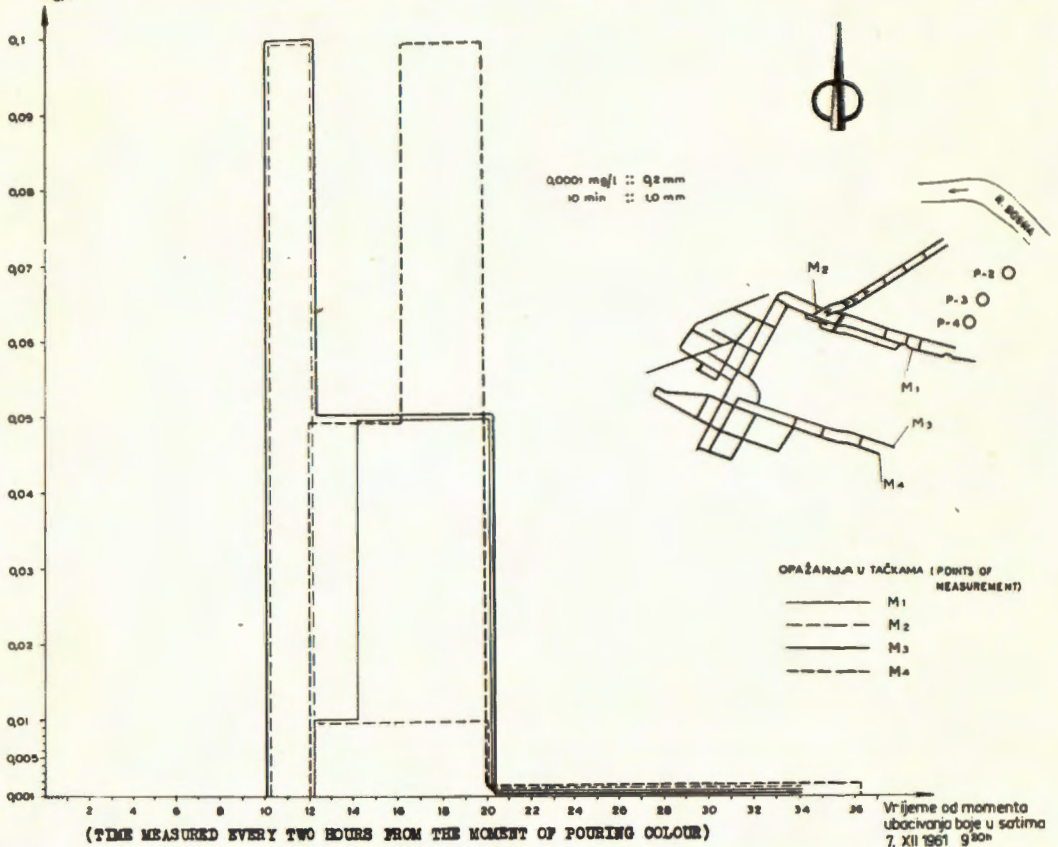 0,1
0,09
0,08
0,07
0,06
0,05
0,04
0,03
0,02
0,01
0,005
0,001
2 4 6 8 10 12 14 16 18 20 22 24 26 28 30 32 34 26
(TIME MEASURED EVERY TWO HOURS FROM THE MOMENT OF POURING COLOUR)
Vrijeme od momenta
ubacivanja boje u satima
7. XII 1961 9³⁰ʰ
0,0001 mg/l :: 0,2 mm
10 min :: 1,0 mm
R. BOSNA
P-2
P-3
P-4
M2
M1
M3
M4
OPAŽANJA U TAČKAMA (POINTS OF
MEASUREMENT)
M1
M2
M3
M4